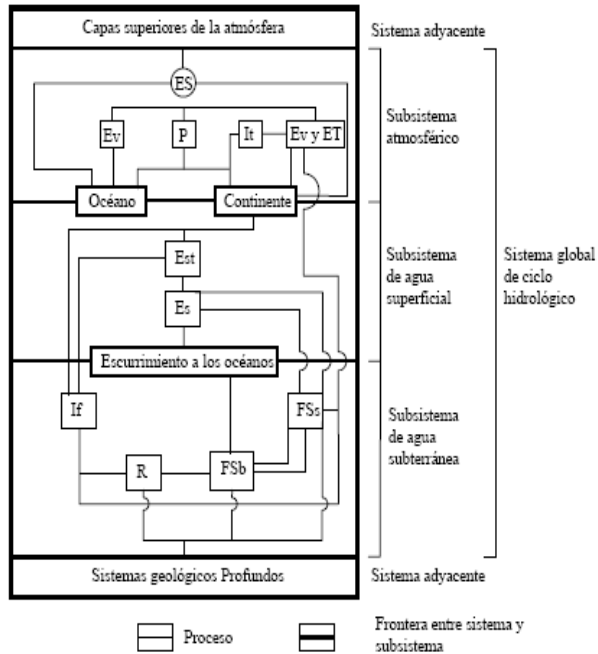 Capas superiores de la atmósfera
Sistema adyacente
ES
Ev
P
It
Ev y ET
Subsistema
atmosférico
Océano
Continente
Est
Es
Subsistema
de agua
superficial
Sistema global
de ciclo
hidrológico
Escurrimiento a los océanos
If
FSs
R
FSb
Subsistema
de agua
subterránea
Sistemas geológicos Profundos
Sistema adyacente
Proceso
Frontera entre sistema y
subsistema